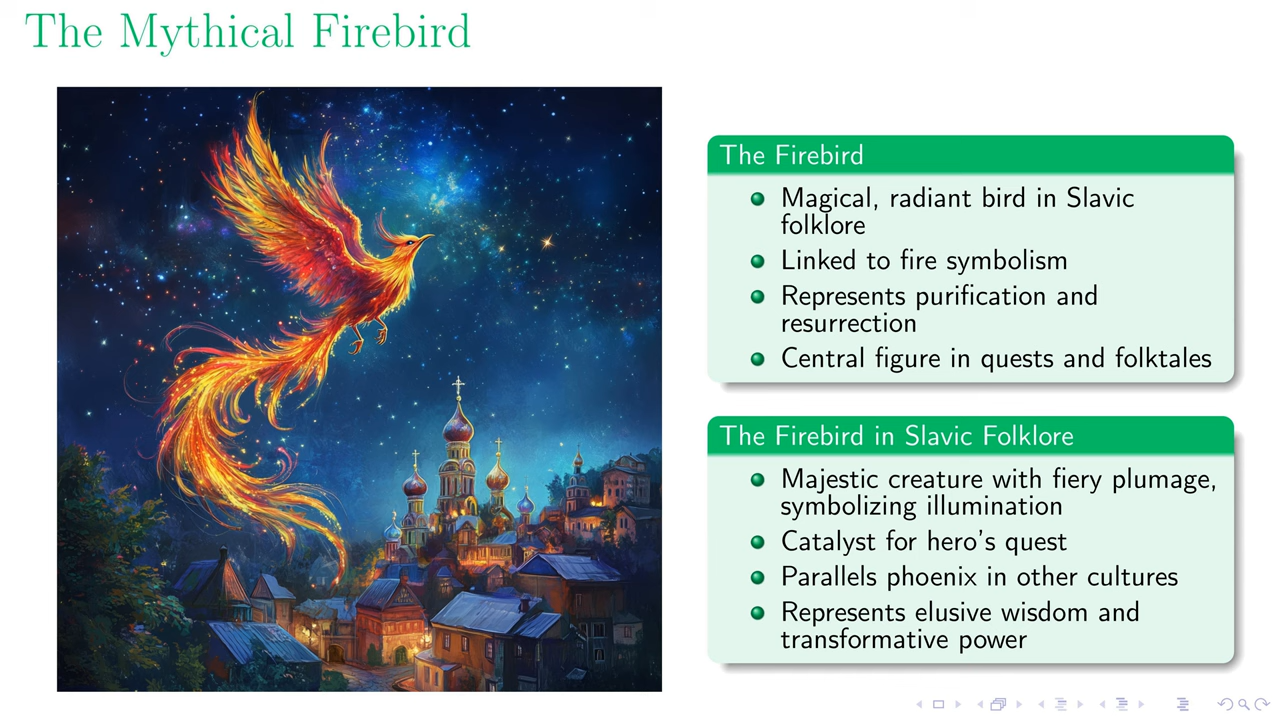 The Mythical Firebird
The Firebird
Magical, radiant bird in Slavic
folklore
Linked to fire symbolism
Represents purification and
resurrection
Central figure in quests and folktales
The Firebird in Slavic Folklore
Majestic creature with fiery plumage,
symbolizing illumination
Catalyst for hero's quest
Parallels phoenix in other cultures
Represents elusive wisdom and
transformative power